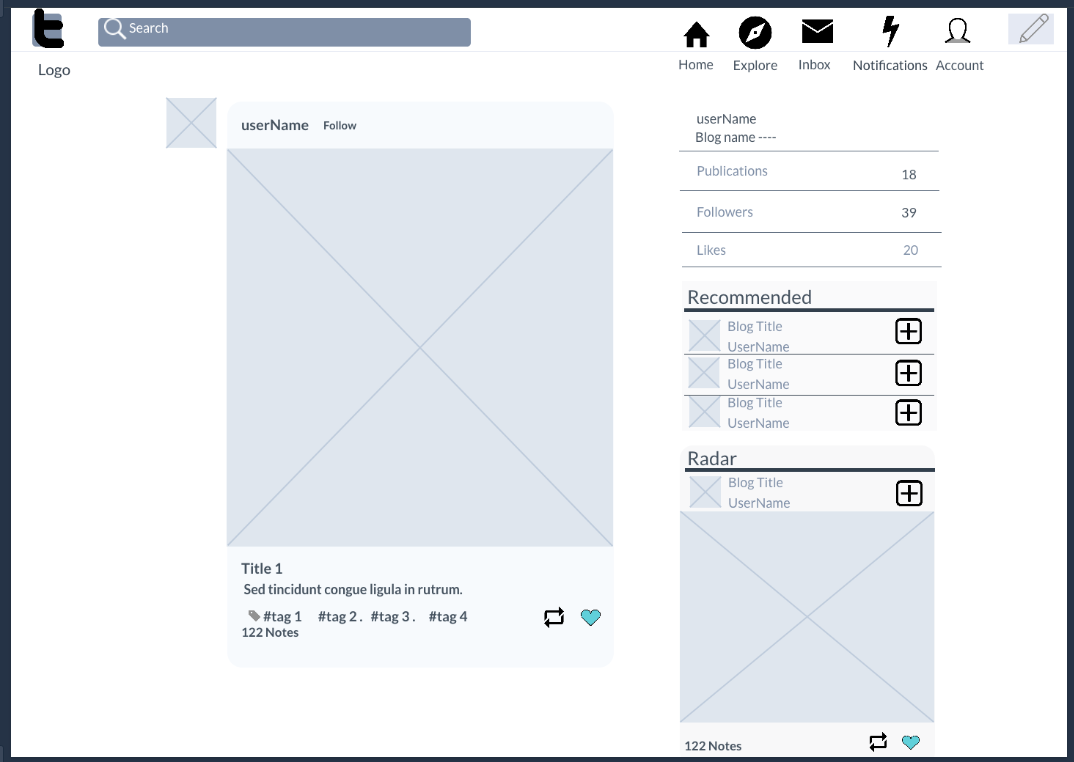 t
Search
Home
Explore
Inbox
Notifications
Account
Logo
userName Follow
Title 1
Sed tincidunt congue ligula in rutrum.
#tag 1 #tag 2 . #tag 3 . #tag 4
122 Notes
userName
Blog name ----
Publications 18
Followers 39
Likes 20
Recommended
Blog Title
UserName
Blog Title
UserName
Blog Title
UserName
Radar
Blog Title
UserName
122 Notes